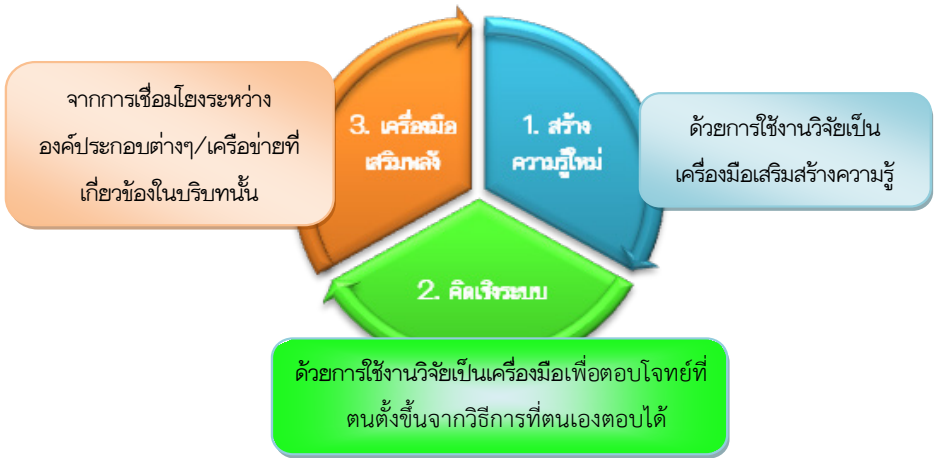 จากการเชื่อมโยงระหว่าง
องค์ประกอบต่างๆ/เครือข่ายที่
เกี่ยวข้องในบริบทนั้น
3. เครื่องมือ
เสริมพลัง
1. สร้าง
ความรู้ใหม่
ด้วยการใช้งานวิจัยเป็น
เครื่องมือเสริมสร้างความรู้
2. คิดเชิงระบบ
ด้วยการใช้งานวิจัยเป็นเครื่องมือเพื่อตอบโจทย์ที่
ตนตั้งขึ้นจากวิธีการที่ตนเองตอบได้